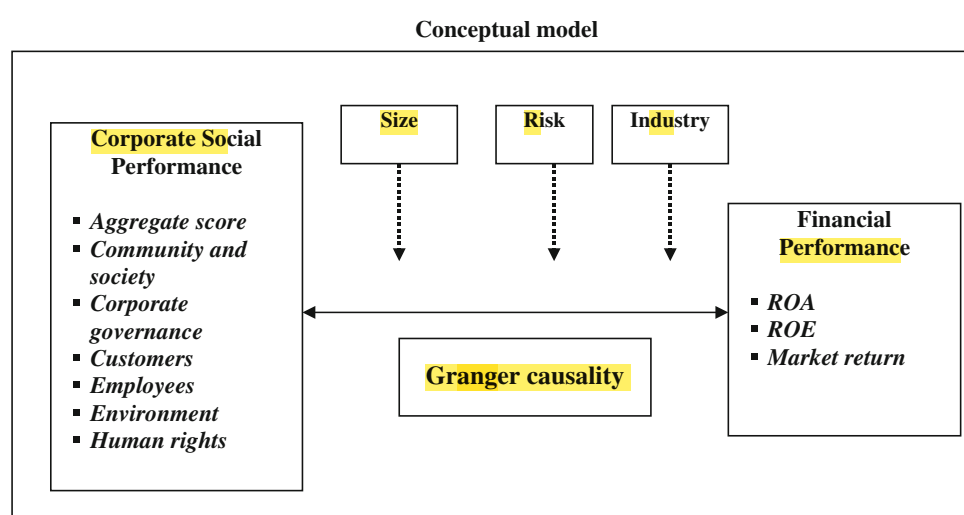 Conceptual model
Size
Risk
Industry
Corporate Social
Performance
▪ Aggregate score
▪ Community and
society
▪ Corporate
governance
▪ Customers
▪ Employees
▪ Environment
▪ Human rights
Financial
Performance
▪ ROA
▪ ROE
▪ Market return
Granger causality